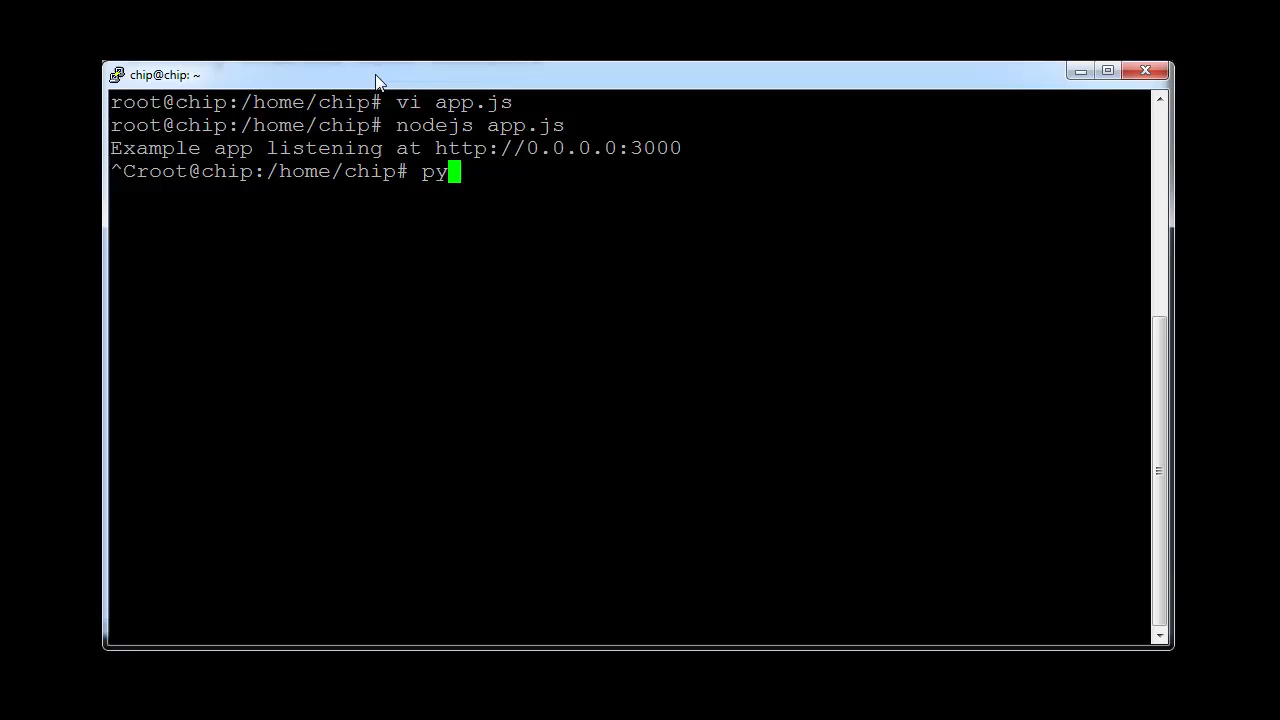 chip@chip: ~
root@chip:/home/chip# vi app.js
root@chip:/home/chip# nodejs app.js
Example app listening at http://0.0.0.0:3000
^Croot@chip:/home/chip# py